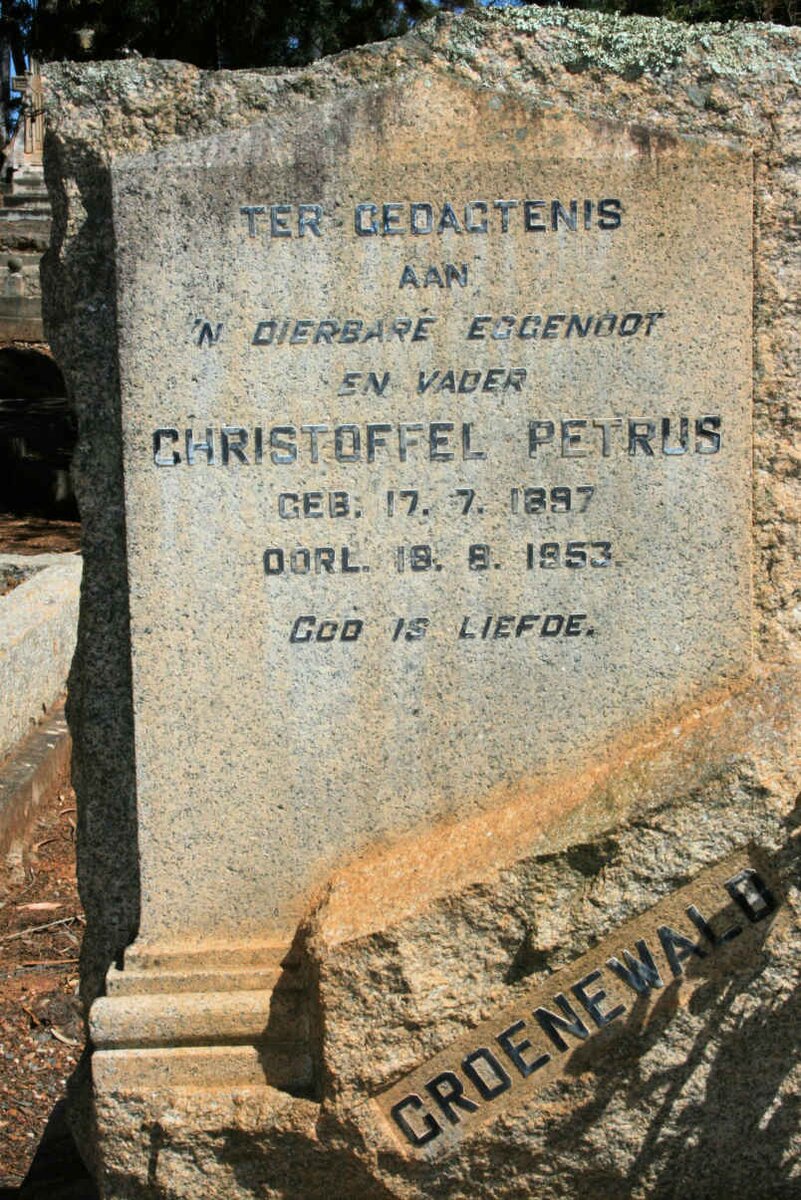 TER GEDAGTENIS
AAN
'N DIERBARE EGGENOOT
EN VADER
CHRISTOFFEL PETRUS
GEB. 17. 7. 1897
OORL. 18. 8. 1953.
GOD IS LIEFDE.
GROENEWALD